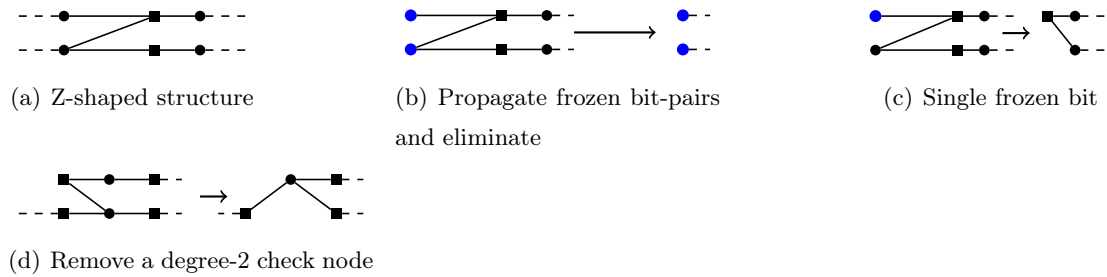 (a) Z-shaped structure
(b) Propagate frozen bit-pairs
and eliminate
(c) Single frozen bit
(d) Remove a degree-2 check node